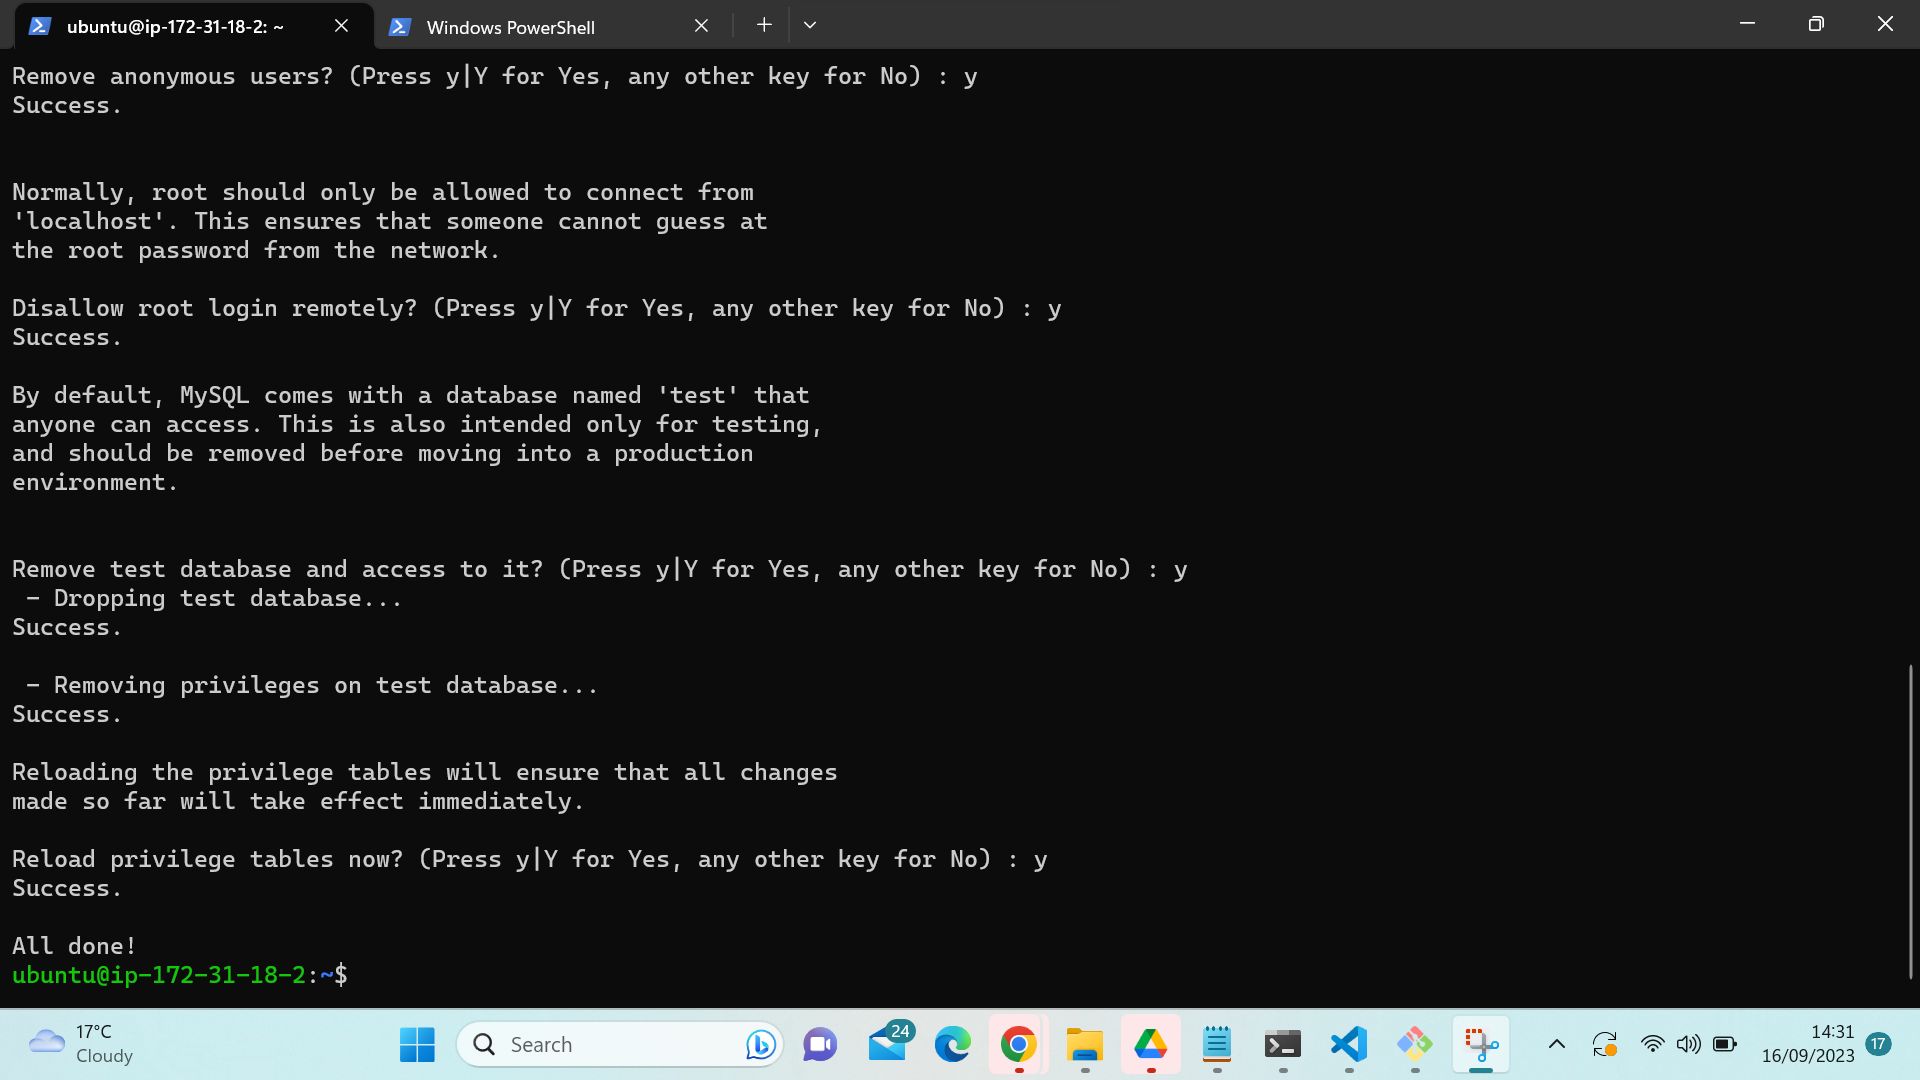 ubuntu@ip-172-31-18-2: ~
Windows PowerShell
Remove anonymous users? (Press y|Y for Yes, any other key for No) : y
Success.
Normally, root should only be allowed to connect from
'localhost'. This ensures that someone cannot guess at
the root password from the network.
Disallow root login remotely? (Press y|Y for Yes, any other key for No) : y
Success.
By default, MySQL comes with a database named 'test' that
anyone can access. This is also intended only for testing,
and should be removed before moving into a production
environment.
Remove test database and access to it? (Press y|Y for Yes, any other key for No) : y
 - Dropping test database...
Success.
 - Removing privileges on test database...
Success.
Reloading the privilege tables will ensure that all changes
made so far will take effect immediately.
Reload privilege tables now? (Press y|Y for Yes, any other key for No) : y
Success.
All done!
ubuntu@ip-172-31-18-2:~$
17°C
Cloudy
Search
24
14:31
16/09/2023
17